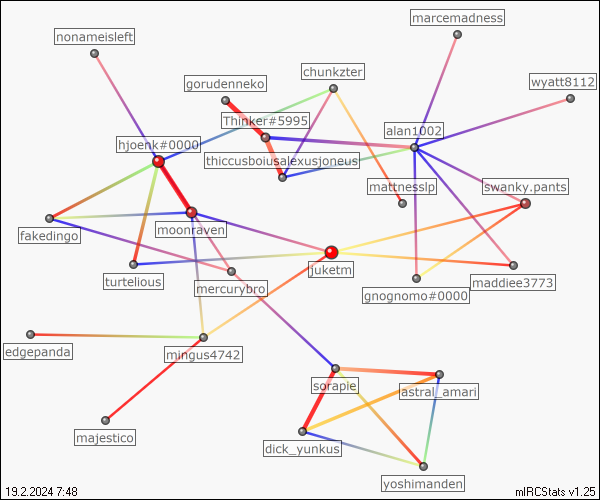 marcemadness
nonameisleft
chunkzter
gorudenneko
wyatt8112
Thinker#5995
alan1002
hjoenk#0000
thiccusboiusalexusjoneus
mattnesslp
swanky.pants
fakedingo
moonraven
juketm
turtelious
mercurybro
gnognomo#0000
maddiee3773
edgepanda
mingus4742
sorapie
astral_amari
majestico
dick_yunkus
yoshimanden
19.2.2024 7:48
mIRCStats v1.25